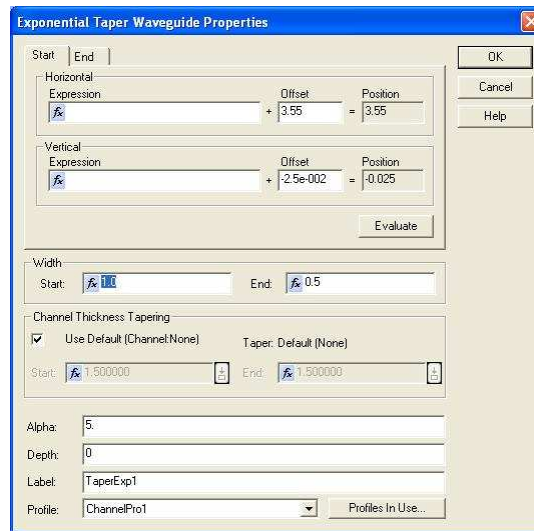 Exponential Taper Waveguide Properties
Start End
OK
Cancel
Help
Horizontal
Expression Offset Position
fx + 3.55 = 3.55
Vertical
Expression Offset Position
fx + -2.5e-002 = -0.025
Evaluate
Width
Start: fx 1.0 End: fx 0.5
Channel Thickness Tapering
Use Default (Channel:None) Taper: Default (None)
Start: fx 1.500000 End: fx 1.500000
Alpha: 5.
Depth: 0
Label: TaperExp1
Profile: ChannelPro1 Profiles In Use...